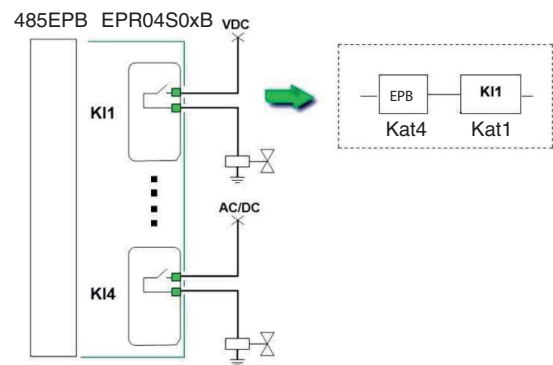 485EPB EPR04S0xB
VDC
KI1
EPB
KI1
Kat4
Kat1
AC/DC
KI4